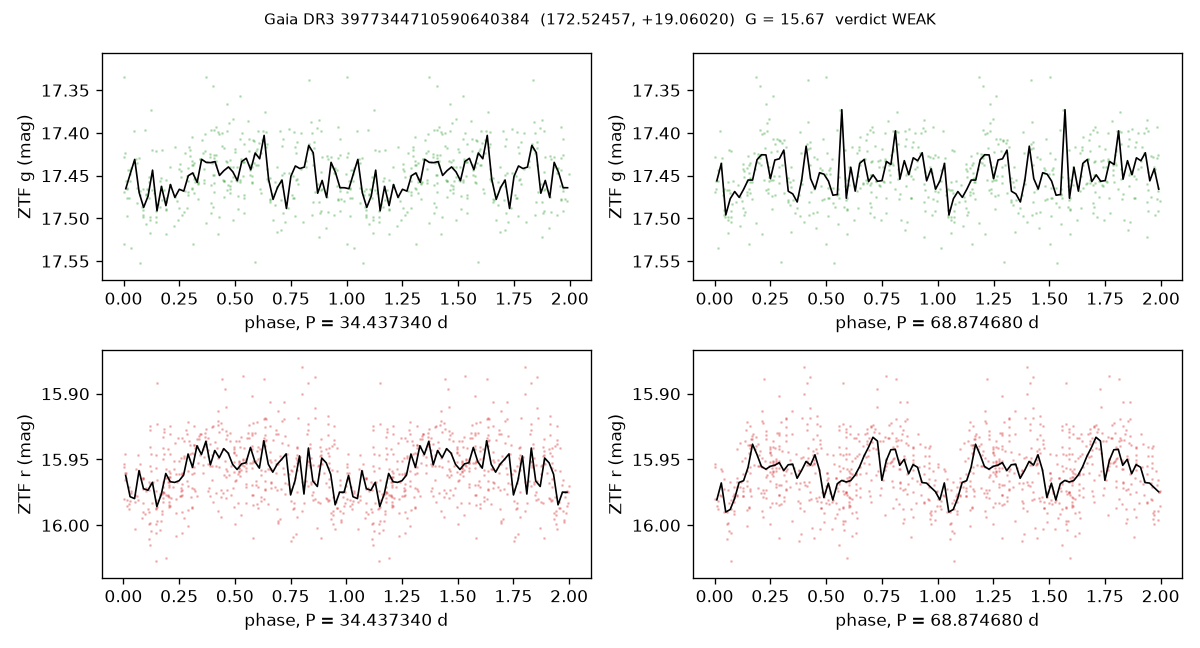 Gaia DR3 3977344710590640384  (172.52457, +19.06020)  G = 15.67  verdict WEAK
ZTF g (mag)
17.35
17.40
17.45
17.50
17.55
0.00 0.25 0.50 0.75 1.00 1.25 1.50 1.75 2.00
phase, P = 34.437340 d
ZTF g (mag)
17.35
17.40
17.45
17.50
17.55
0.00 0.25 0.50 0.75 1.00 1.25 1.50 1.75 2.00
phase, P = 68.874680 d
ZTF r (mag)
15.90
15.95
16.00
0.00 0.25 0.50 0.75 1.00 1.25 1.50 1.75 2.00
phase, P = 34.437340 d
ZTF r (mag)
15.90
15.95
16.00
0.00 0.25 0.50 0.75 1.00 1.25 1.50 1.75 2.00
phase, P = 68.874680 d